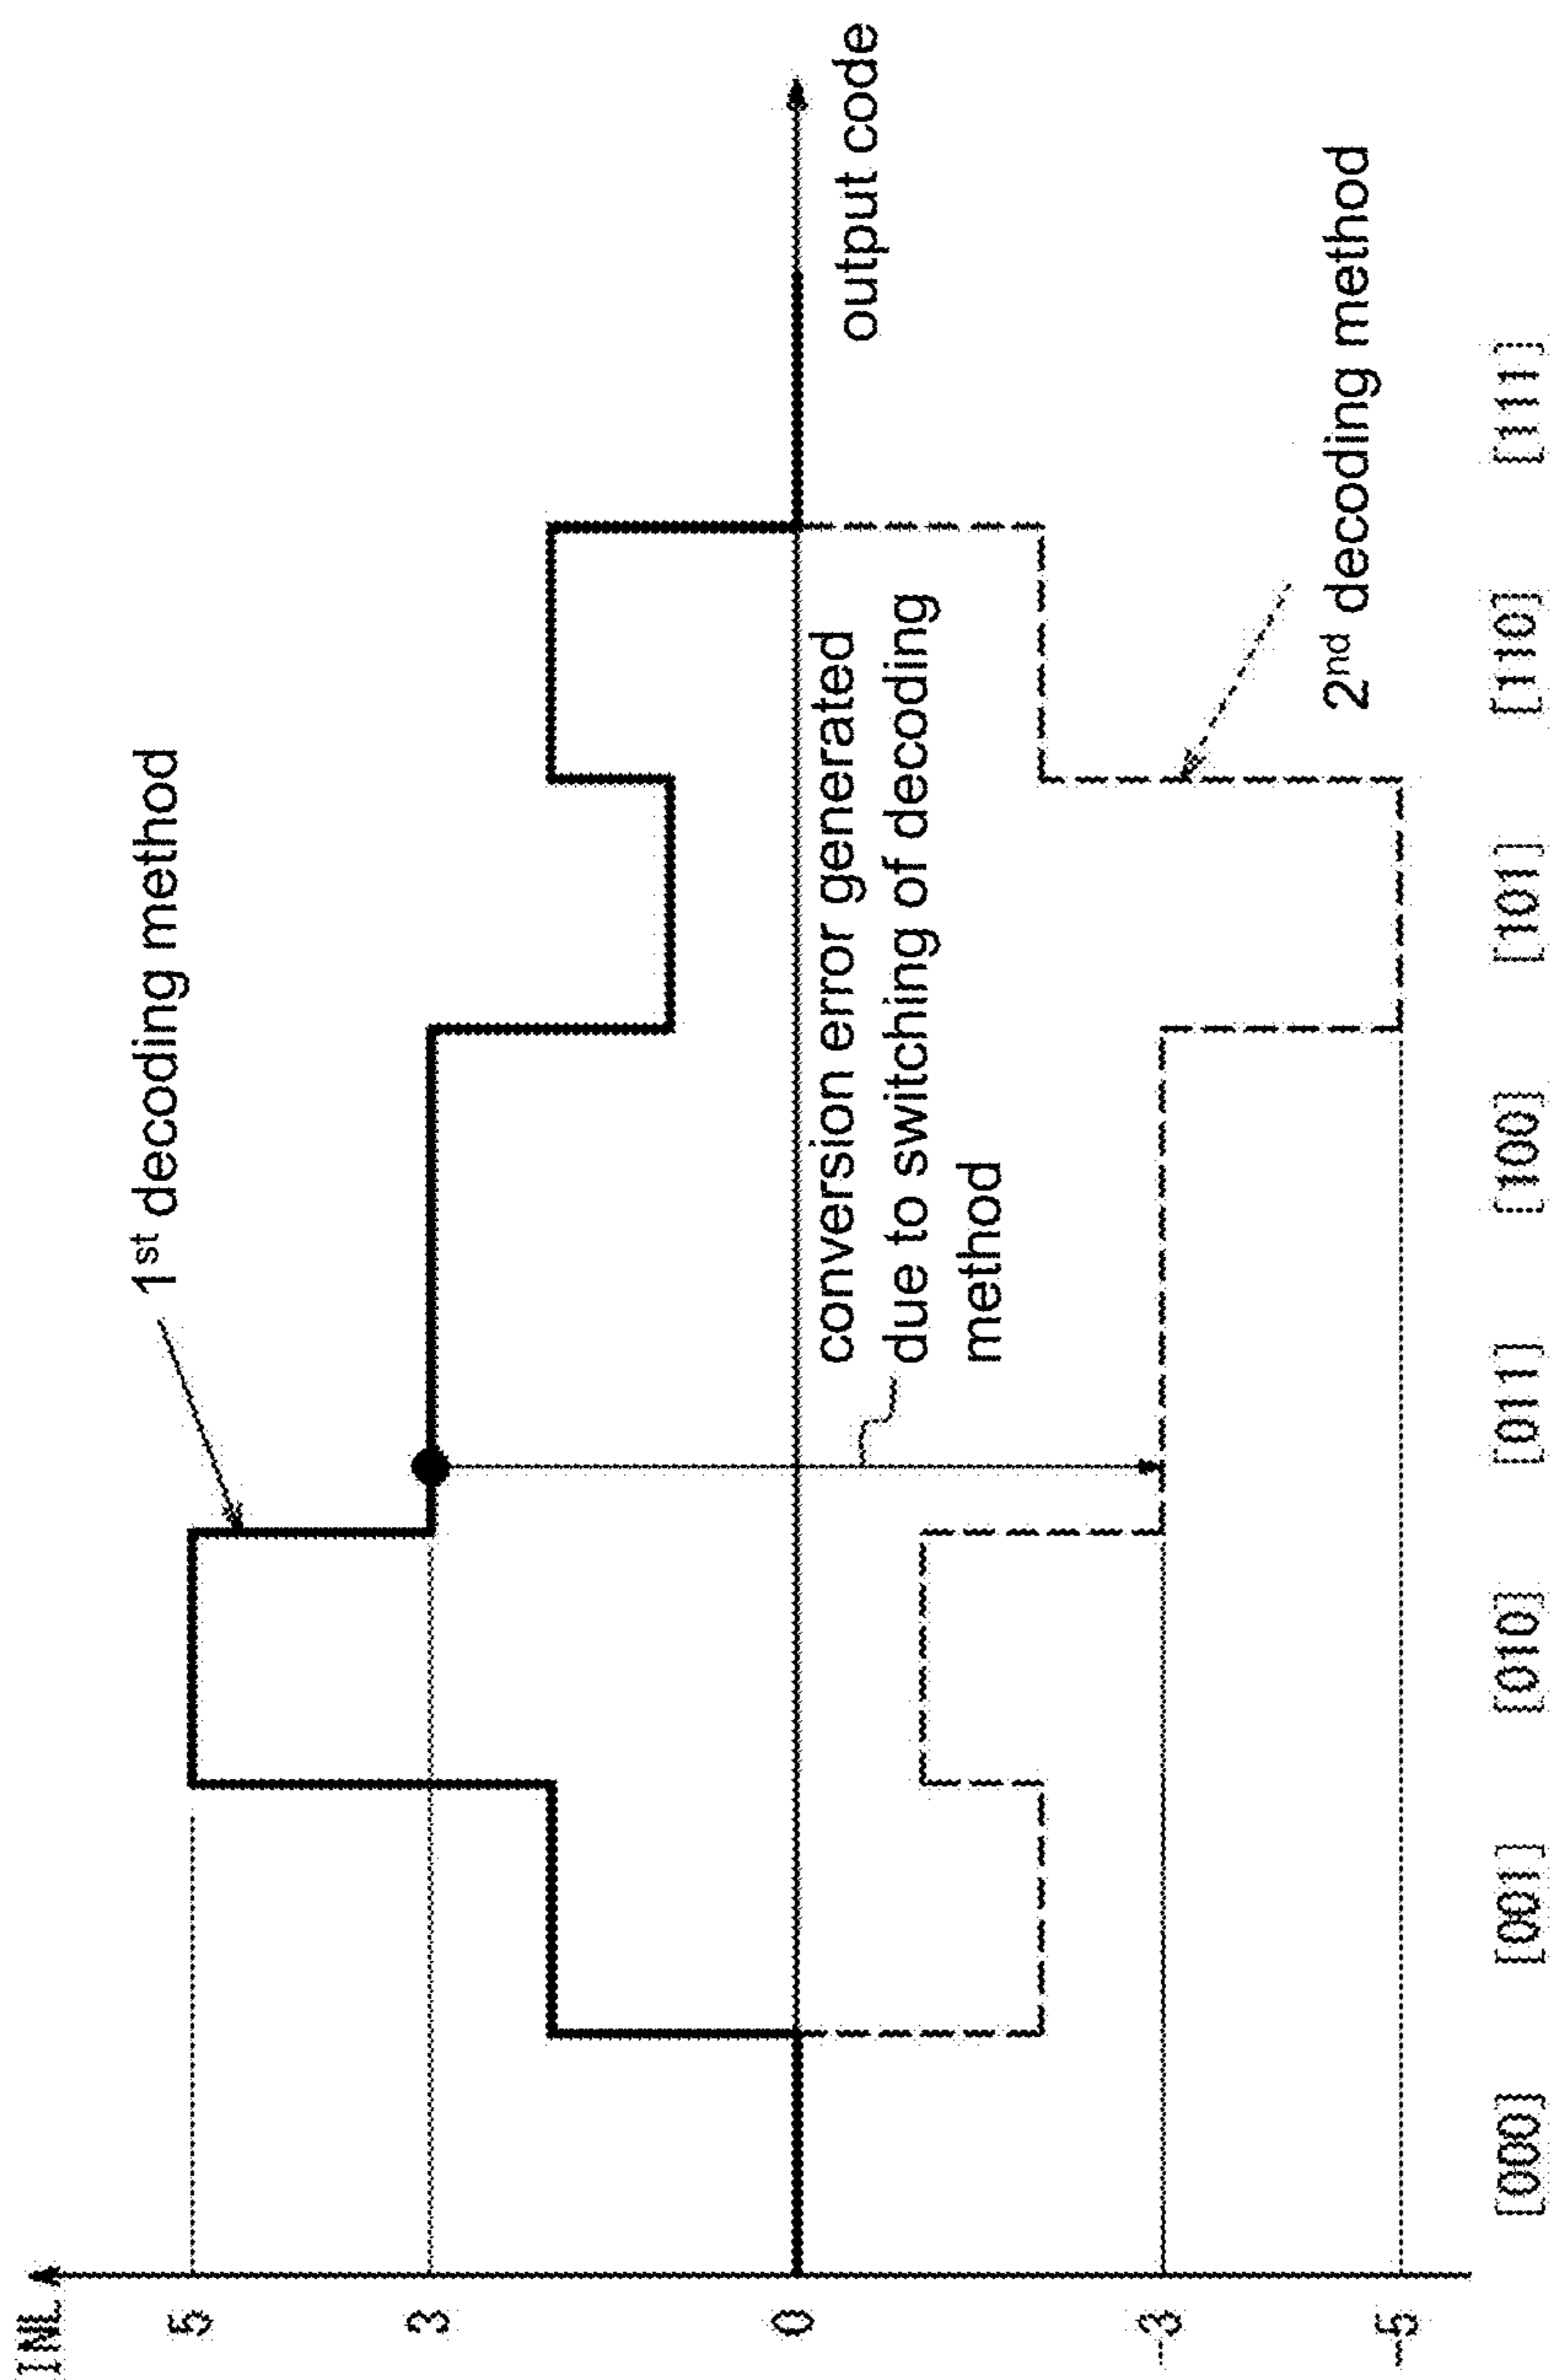 INL
5
3
0
-3
-5
1st decoding method
output code
conversion error generated
due to switching of decoding
method
2nd decoding method
[000]
[001]
[010]
[011]
[100]
[101]
[110]
[111]